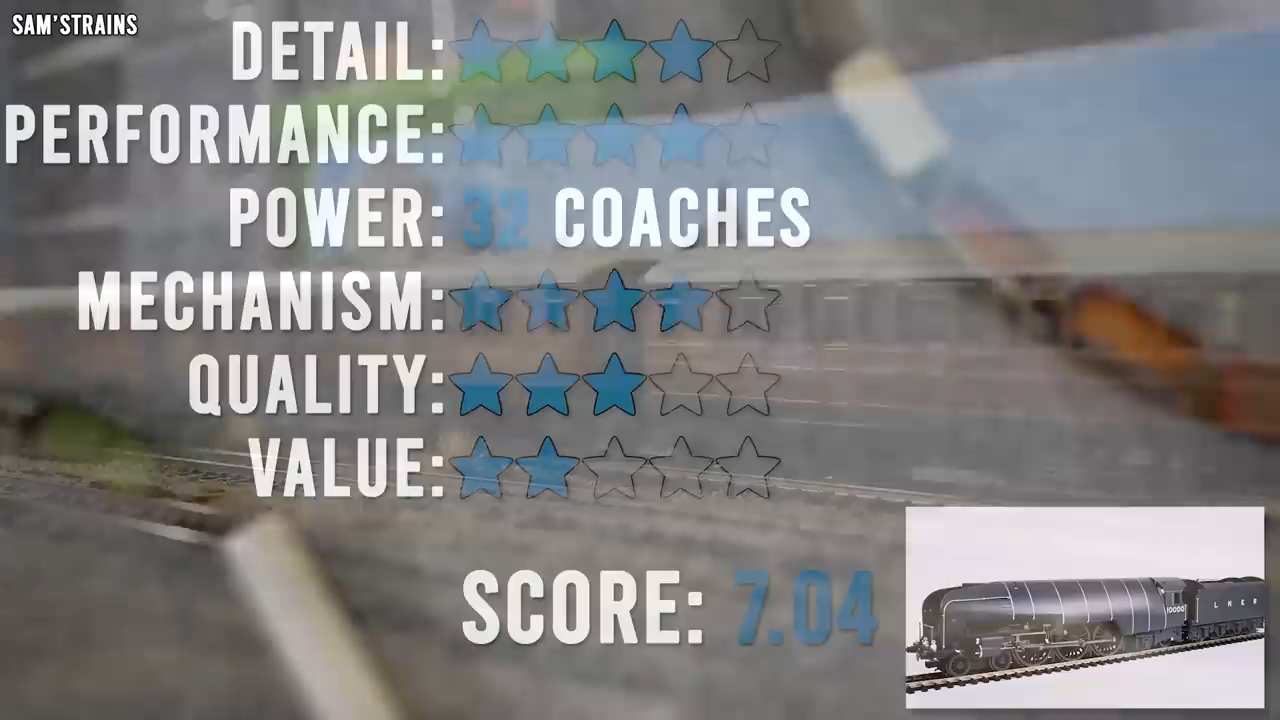 SAM'STRAINS
DETAIL:
PERFORMANCE:
POWER: 32 COACHES
MECHANISM:
QUALITY:
VALUE:
SCORE: 7.04
10000
L N E R